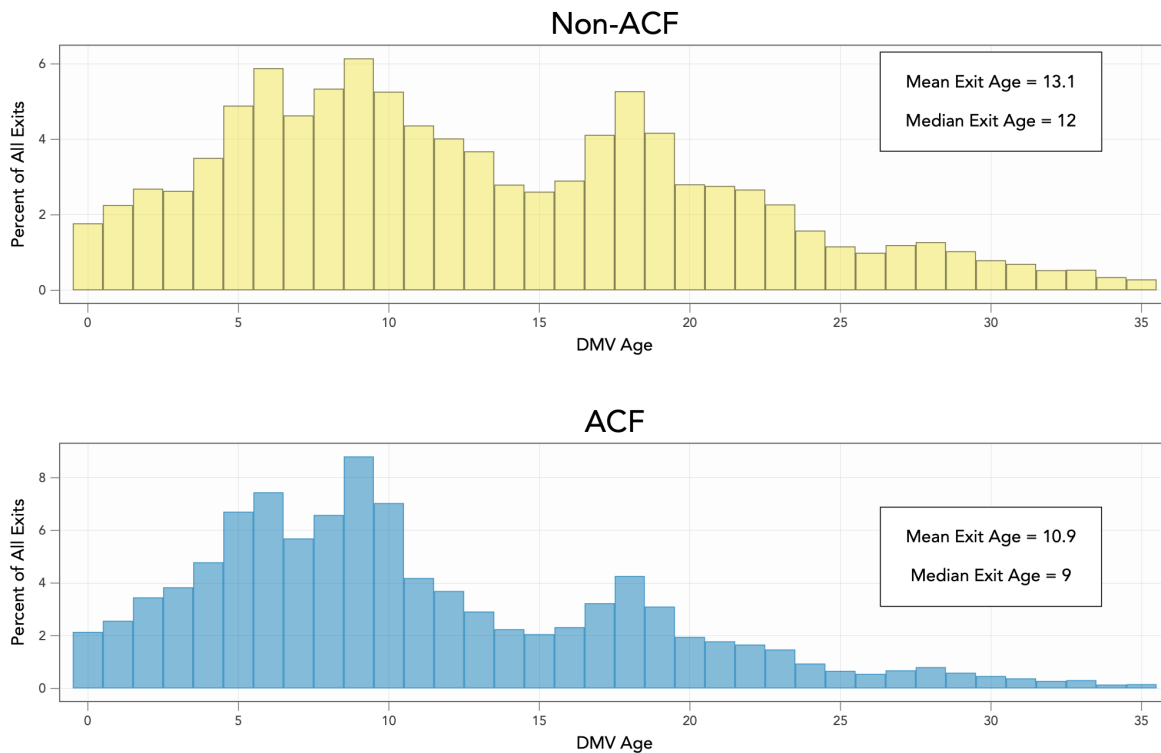 Non-ACF
Percent of All Exits
6
4
2
0
Mean Exit Age = 13.1
Median Exit Age = 12
0 5 10 15 20 25 30 35
DMV Age
ACF
Percent of All Exits
8
6
4
2
0
Mean Exit Age = 10.9
Median Exit Age = 9
0 5 10 15 20 25 30 35
DMV Age